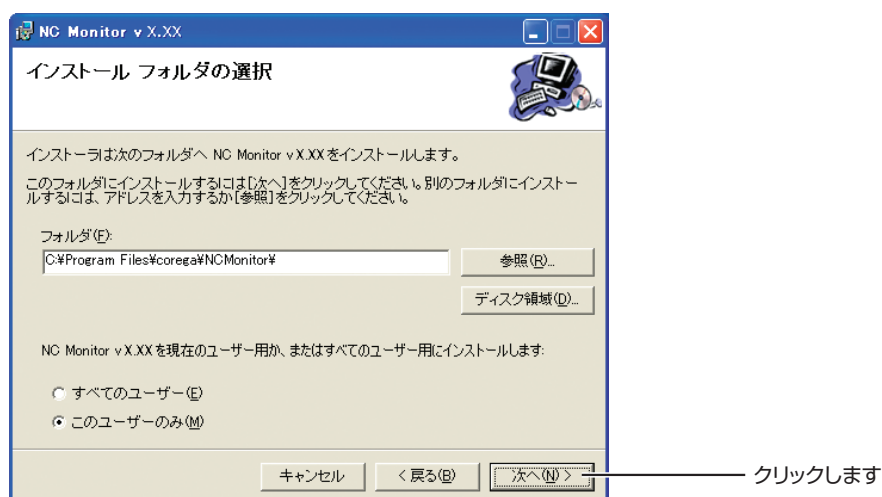 NC Monitor v X.XX
インストール フォルダの選択
インストーラは次のフォルダへ NC Monitor v X.XX をインストールします。
このフォルダにインストールするには[次へ]をクリックしてください。別のフォルダにインストー
ルするには、アドレスを入力するか[参照]をクリックしてください。
フォルダ(F):
C:¥Program Files¥corega¥NCMonitor¥
参照(R)...
ディスク領域(D)...
NC Monitor v X.XX を現在のユーザー用か、またはすべてのユーザー用にインストールします:
すべてのユーザー(E)
このユーザーのみ(M)
キャンセル
< 戻る(B)
次へ(N) >
クリックします